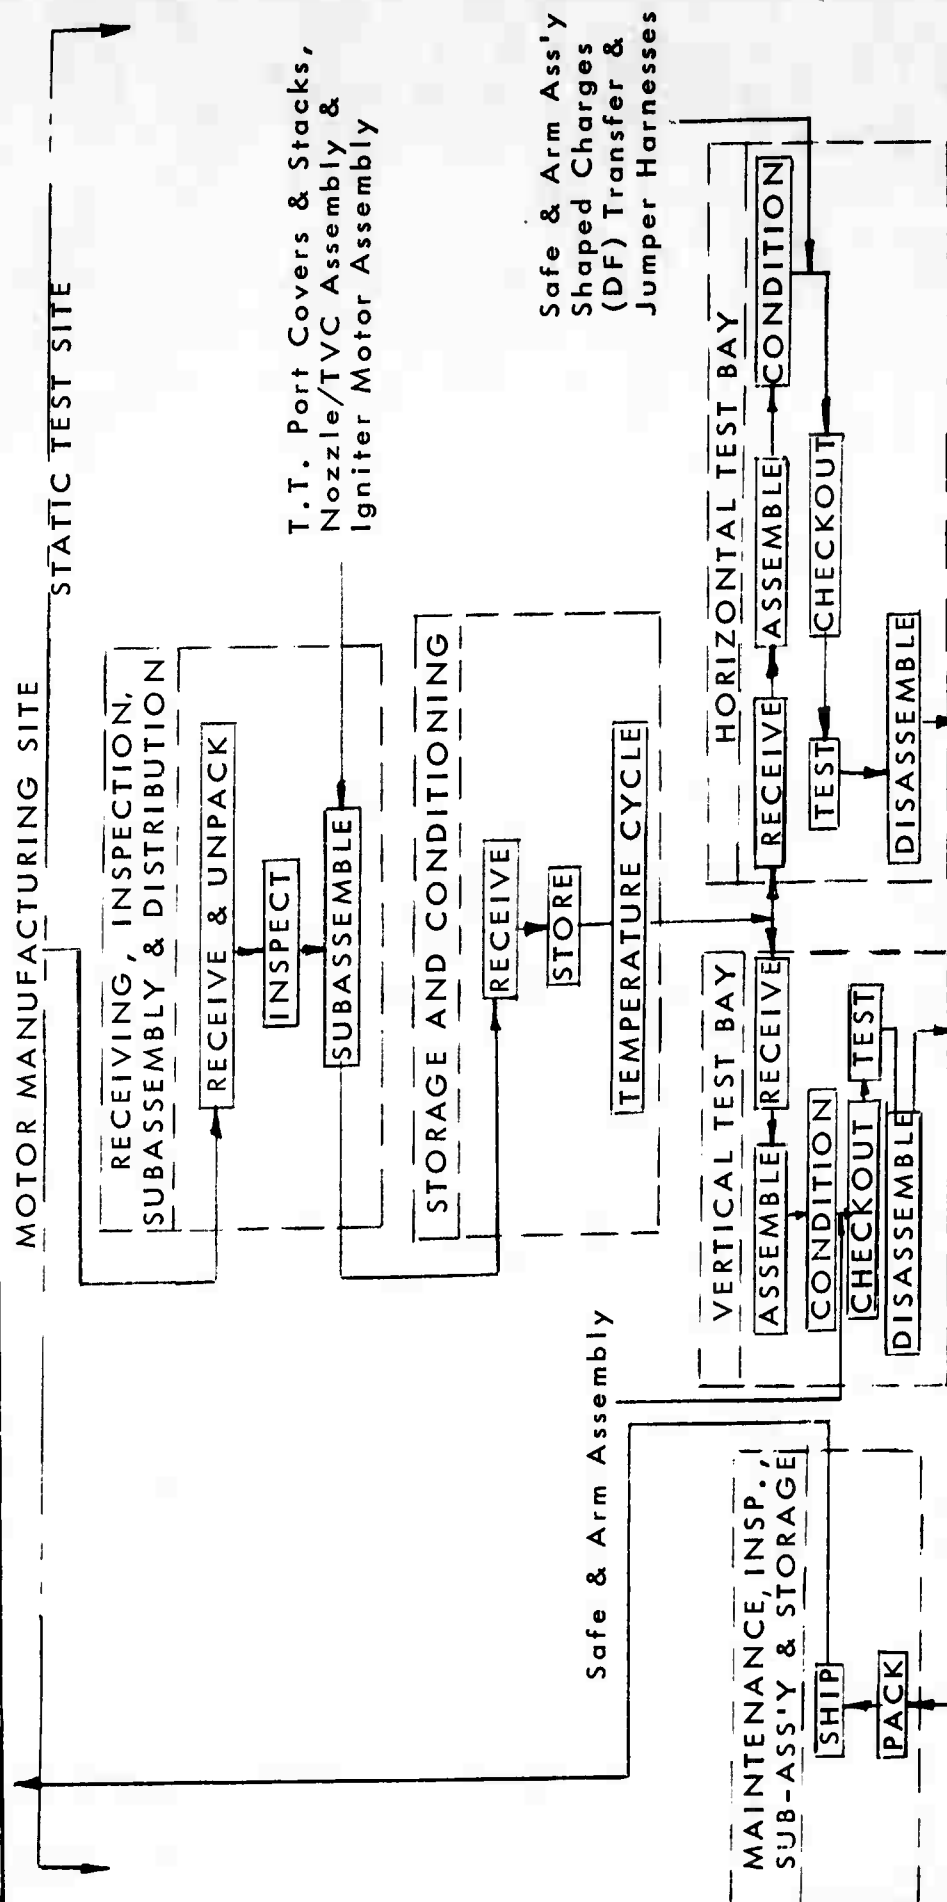 MOTOR MANUFACTURING SITE
STATIC TEST SITE
RECEIVING, INSPECTION,
SUBASSEMBLY & DISTRIBUTION
RECEIVE & UNPACK
INSPECT
SUBASSEMBLE
T.T. Port Covers & Stacks,
Nozzle/TVC Assembly &
Igniter Motor Assembly
STORAGE AND CONDITIONING
RECEIVE
STORE
TEMPERATURE CYCLE
Safe & Arm Ass'y
Shaped Charges
(DF) Transfer &
Jumper Harnesses
Safe & Arm Assembly
MAINTENANCE, INSP.,
SUB-ASS'Y & STORAGE
SHIP
PACK
VERTICAL TEST BAY
RECEIVE
ASSEMBLE
CONDITION
CHECKOUT
TEST
DISASSEMBLE
HORIZONTAL TEST BAY
RECEIVE
ASSEMBLE
CONDITION
CHECKOUT
TEST
DISASSEMBLE